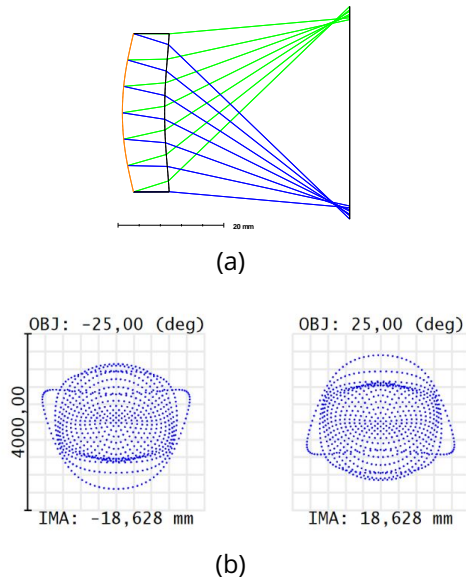 20 mm
(a)
OBJ: -25,00 (deg)
OBJ: 25,00 (deg)
4000,00
IMA: -18,628 mm
IMA: 18,628 mm
(b)